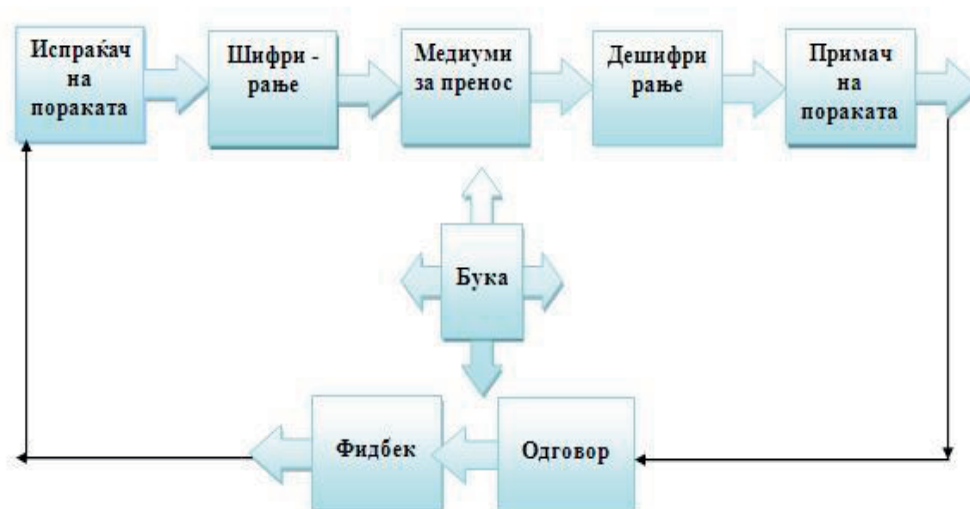 Испраќач
на
пораката
Шифри -
рање
Медиуми
за пренос
Дешифри
рање
Примач
на
пораката
Бука
Фидбек
Одговор